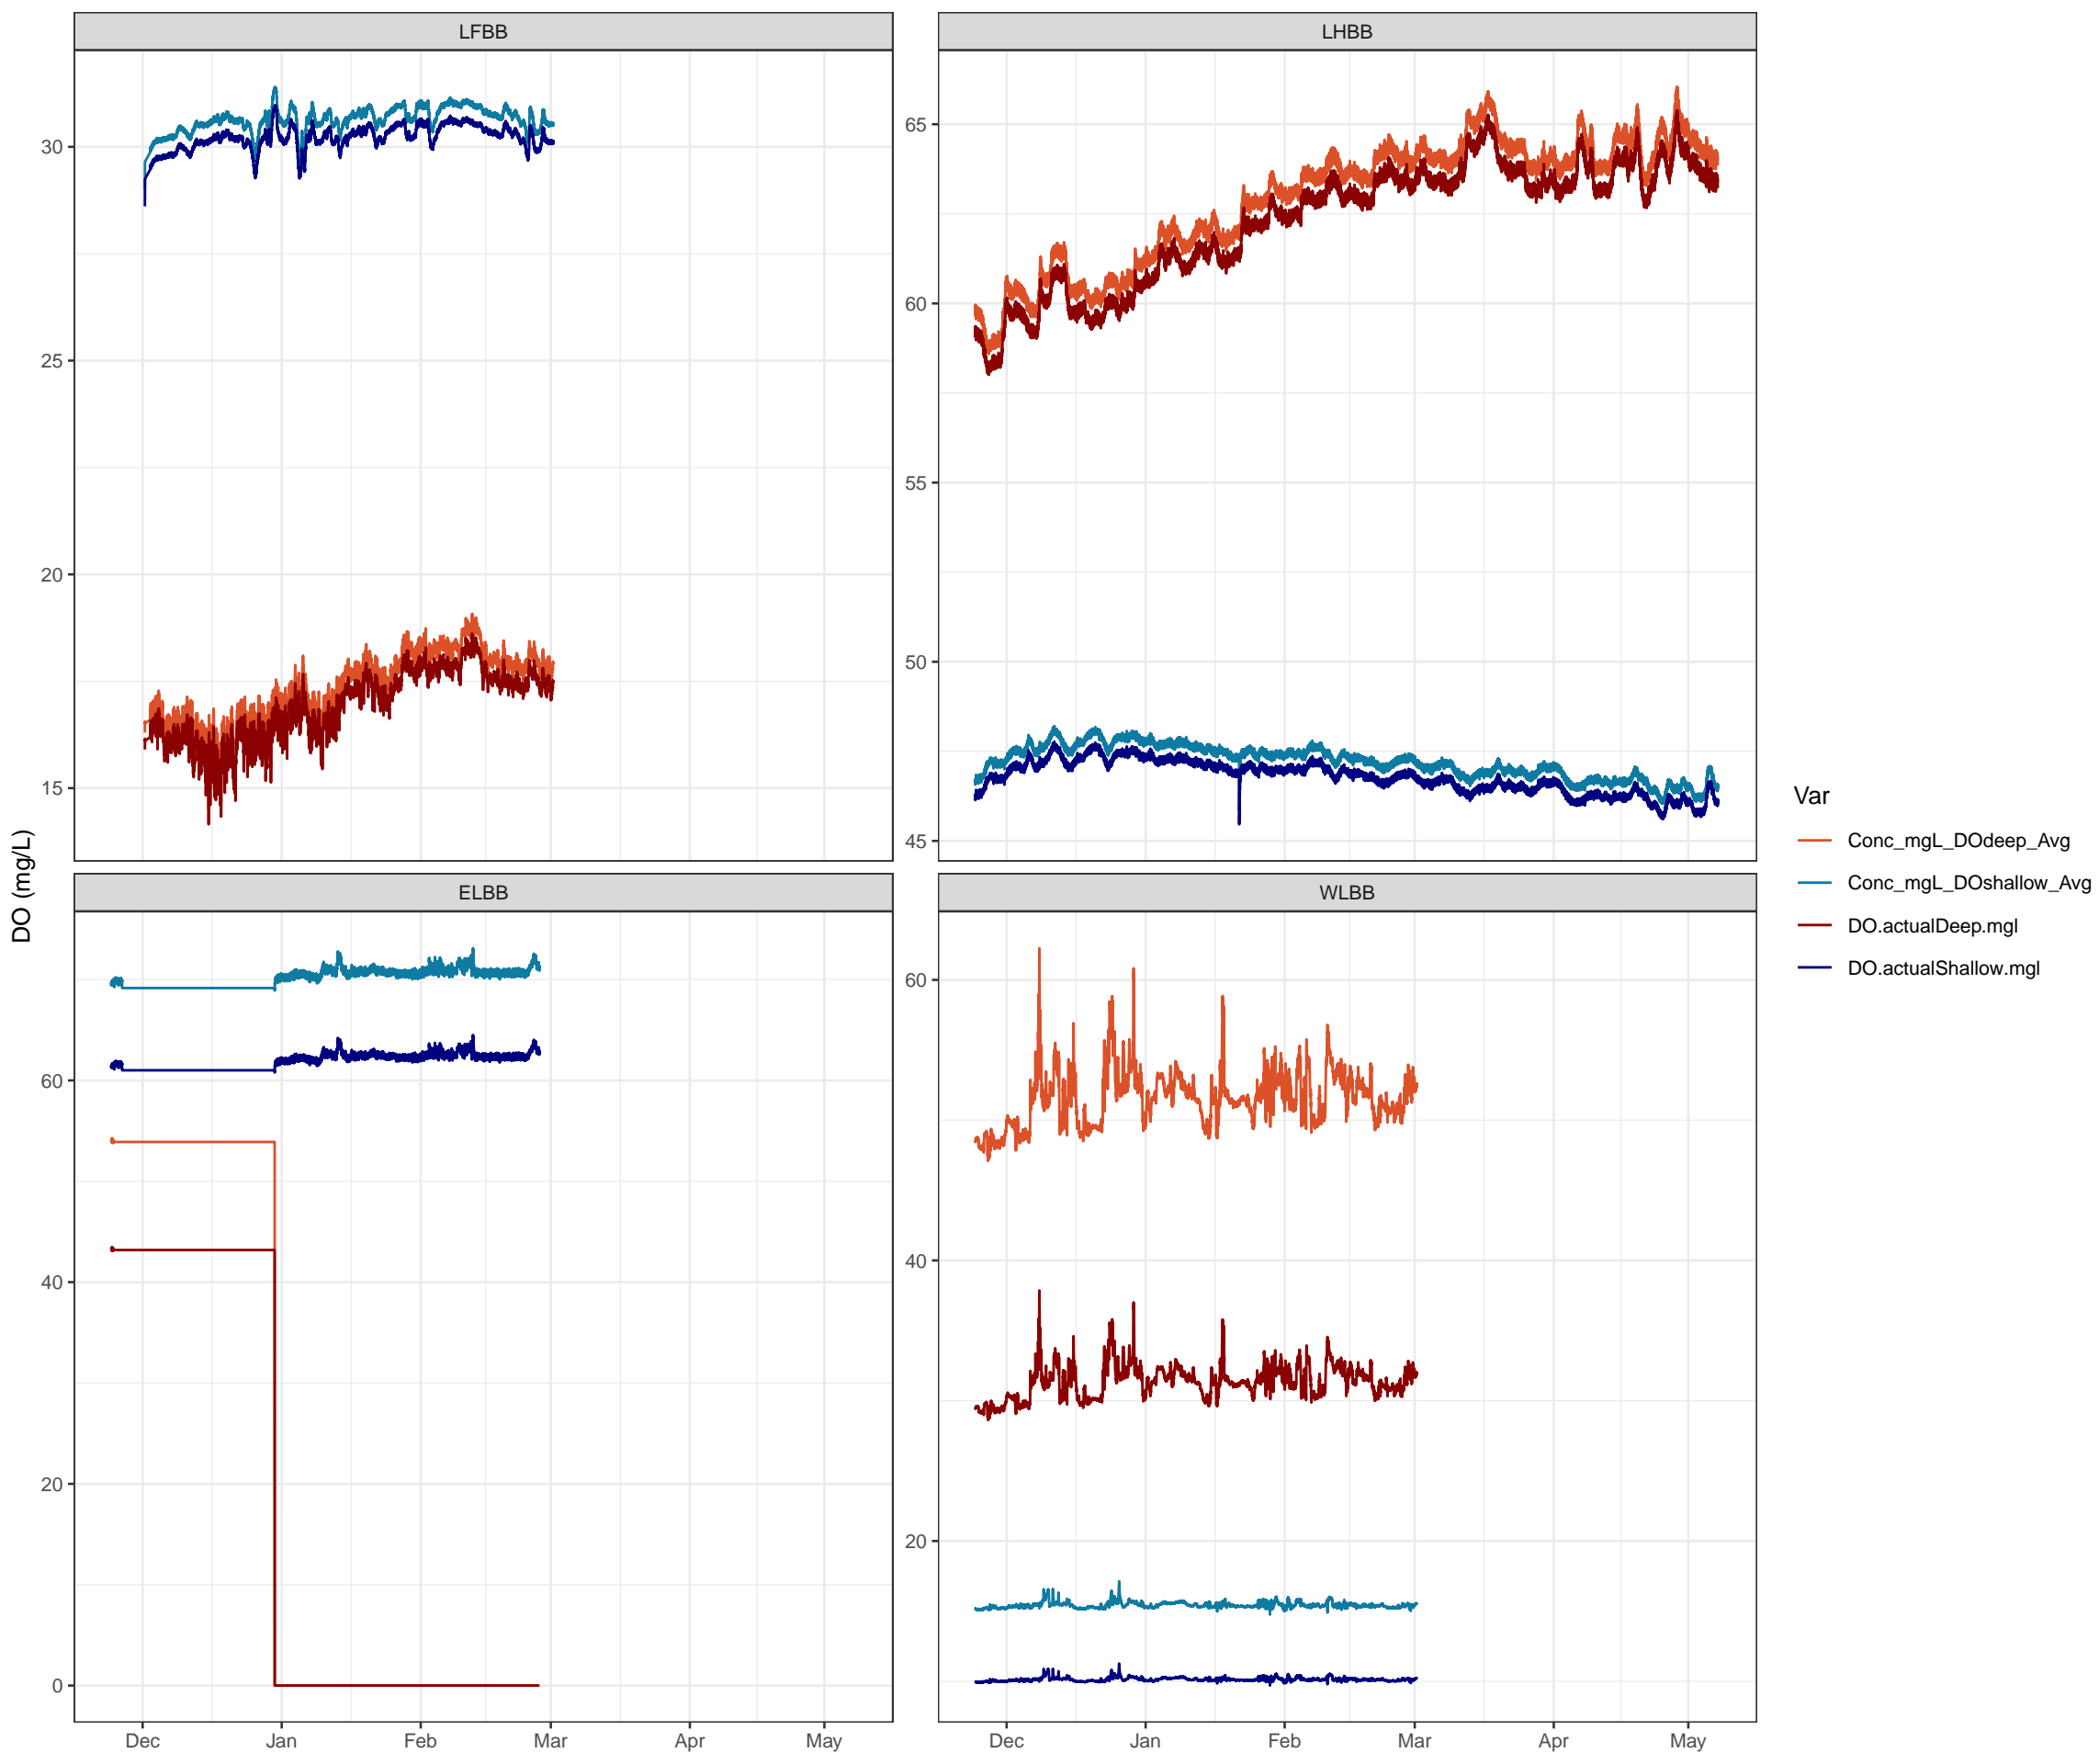 LFBB
LHBB
30
25
20
15
65
60
55
50
45
DO (mg/L)
ELBB
WLBB
60
40
20
0
60
40
20
Dec Jan Feb Mar Apr May
Dec Jan Feb Mar Apr May
Var
Conc_mgL_DOdeep_Avg
Conc_mgL_DOshallow_Avg
DO.actualDeep.mgl
DO.actualShallow.mgl